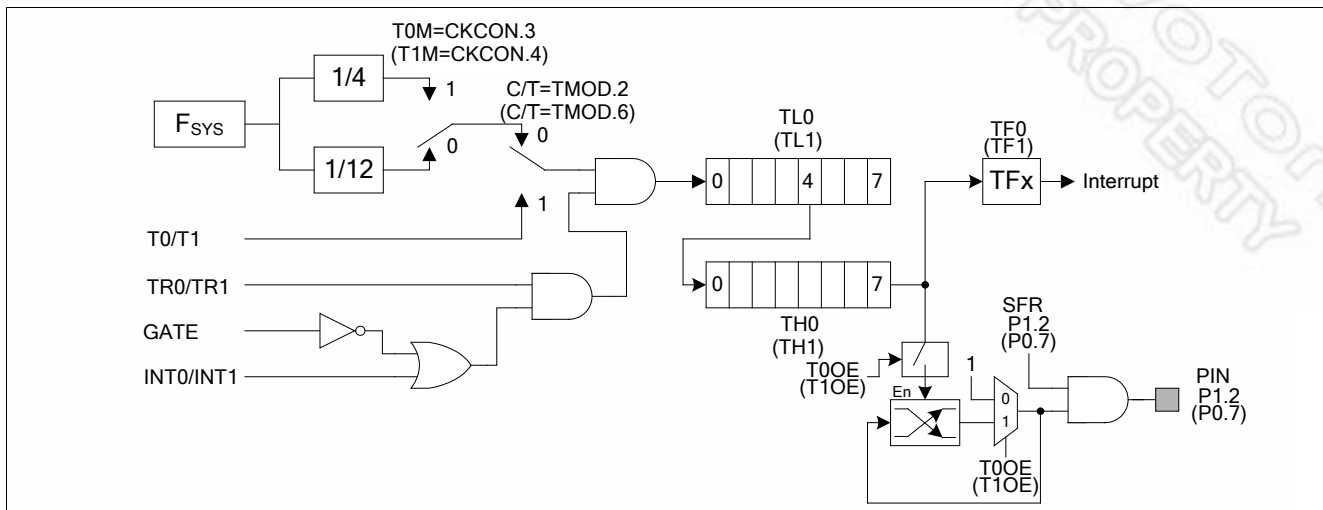 T0M=CKCON.3
(T1M=CKCON.4)
1/4
1
C/T=TMOD.2
(C/T=TMOD.6)
FSYS
0
0
1/12
1
T0/T1
TR0/TR1
GATE
INT0/INT1
TL0
(TL1)
0 4 7
0 7
TH0
(TH1)
TF0
(TF1)
TFx
Interrupt
T0OE
(T1OE)
En
1
0
1
T0OE
(T1OE)
SFR
P1.2
(P0.7)
PIN
P1.2
(P0.7)
PROPERTY